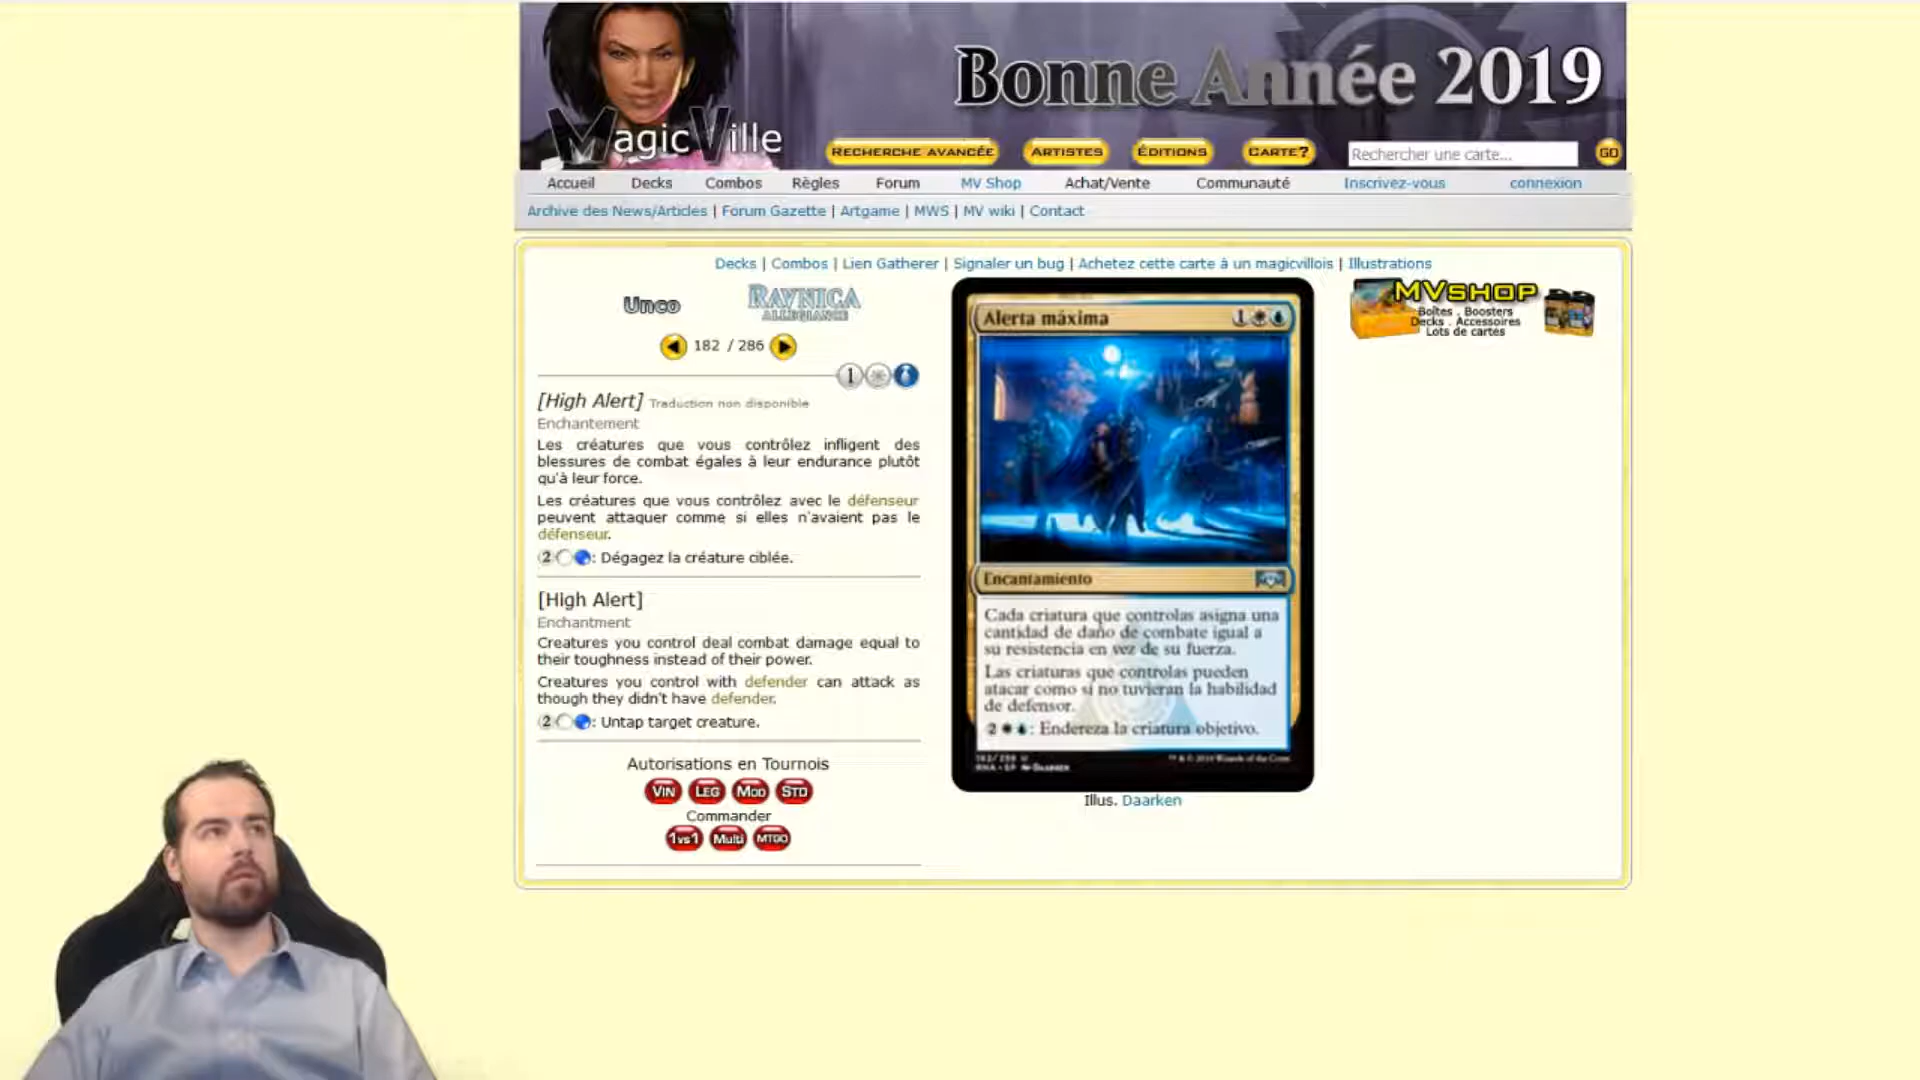 Bonne Année 2019
MagicVille
RECHERCHE AVANCÉE
ARTISTES
ÉDITIONS
CARTE?
Rechercher une carte...
GO
Accueil Decks Combos Règles Forum MV Shop Achat/Vente Communauté Inscrivez-vous connexion
Archive des News/Articles | Forum Gazette | Artgame | MWS | MV wiki | Contact
Decks | Combos | Lien Gatherer | Signaler un bug | Achetez cette carte à un magicvillois | Illustrations
Unco
RAVNICA
ALLEGIANCE
182 / 286
1
[High Alert] Traduction non disponible
Enchantement
Les créatures que vous contrôlez infligent des
blessures de combat égales à leur endurance plutôt
qu'à leur force.
Les créatures que vous contrôlez avec le défenseur
peuvent attaquer comme si elles n'avaient pas le
défenseur.
2 : Dégagez la créature ciblée.
[High Alert]
Enchantment
Creatures you control deal combat damage equal to
their toughness instead of their power.
Creatures you control with defender can attack as
though they didn't have defender.
2 : Untap target creature.
Autorisations en Tournois
VIN LEG MOD STD
Commander
1vs1 Multi MTGO
Alerta máxima 1
Encantamiento
Cada criatura que controlas asigna una
cantidad de daño de combate igual a
su resistencia en vez de su fuerza.
Las criaturas que controlas pueden
atacar como si no tuvieran la habilidad
de defensor.
2 : Endereza la criatura objetivo.
Illus. Daarken
MVSHOP
Boîtes . Boosters
Decks . Accessoires
Lots de cartes